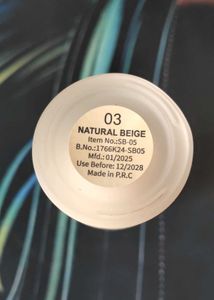 03
NATURAL BEIGE
Item No.:SB-05
B.No.:1766K24-SB05
Mfd.:01/2025
Use Before: 12/2028
Made in P.R.C